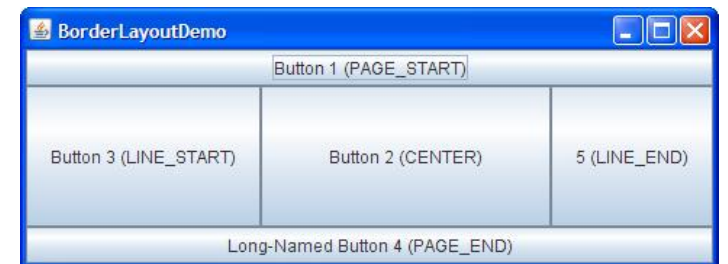 BorderLayoutDemo
Button 1 (PAGE_START)
Button 3 (LINE_START) Button 2 (CENTER) 5 (LINE_END)
Long-Named Button 4 (PAGE_END)